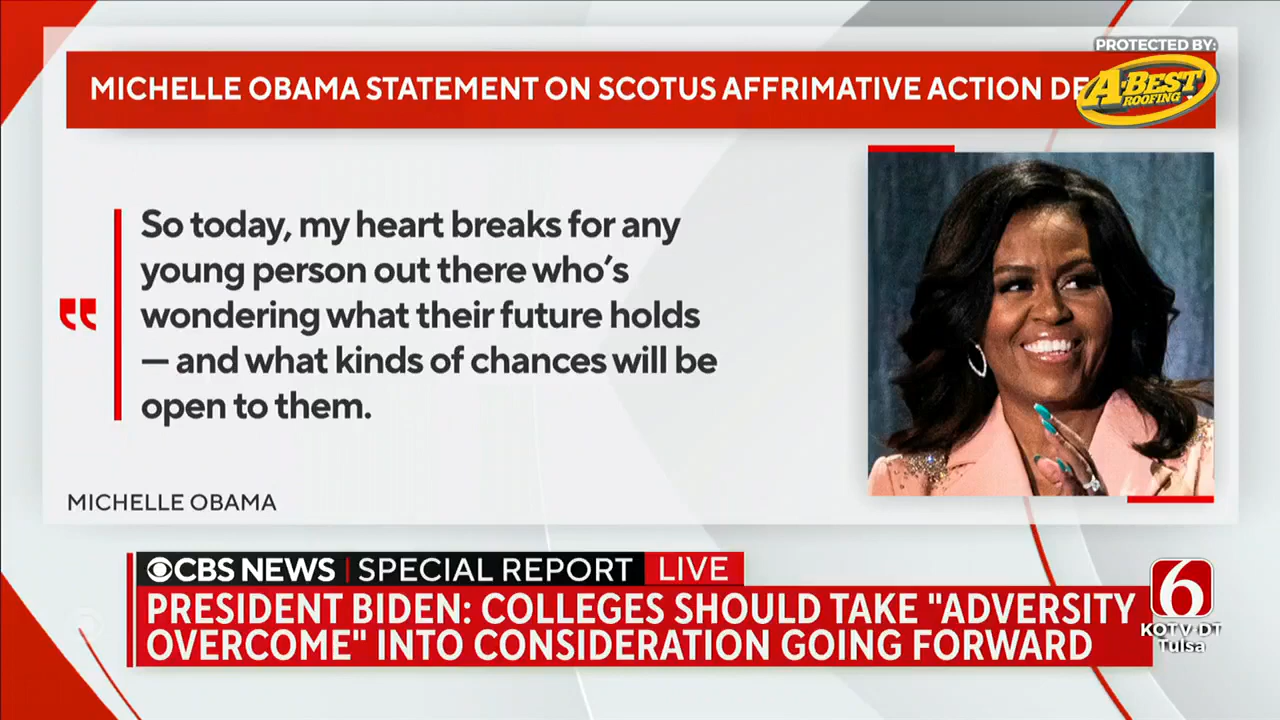 PROTECTED BY:
A-BEST
ROOFING
MICHELLE OBAMA STATEMENT ON SCOTUS AFFRIMATIVE ACTION
So today, my heart breaks for any
young person out there who's
wondering what their future holds
— and what kinds of chances will be
open to them.
MICHELLE OBAMA
CBS NEWS | SPECIAL REPORT LIVE
PRESIDENT BIDEN: COLLEGES SHOULD TAKE "ADVERSITY
OVERCOME" INTO CONSIDERATION GOING FORWARD
6
KOTV-DT
Tulsa